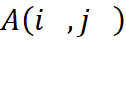 A(i , j )